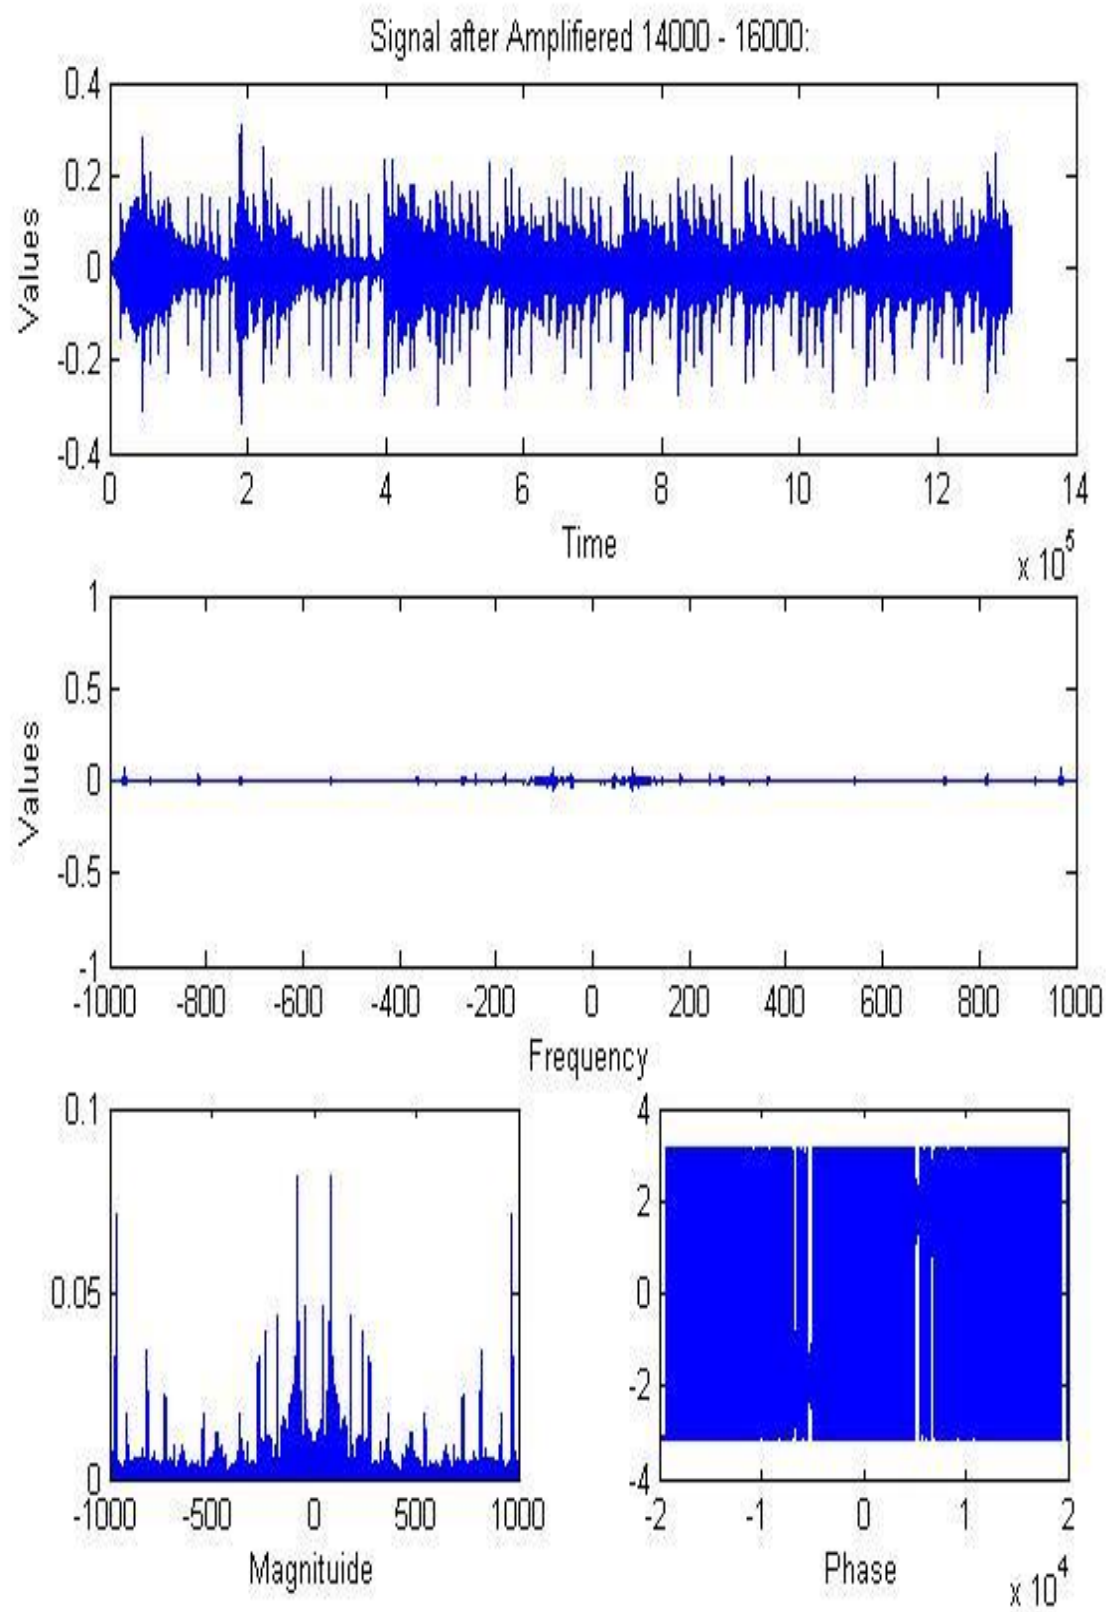 Signal after Amplifiered 14000 - 16000:
0.4
0.2
0
-0.2
-0.4
Values
0 2 4 6 8 10 12 14
Time
x 10^5
1
0.5
0
-0.5
-1
Values
-1000 -800 -600 -400 -200 0 200 400 600 800 1000
Frequency
0.1
0.05
0
-1000 -500 0 500 1000
Magnituide
4
2
0
-2
-4
-2 -1 0 1 2
Phase
x 10^4